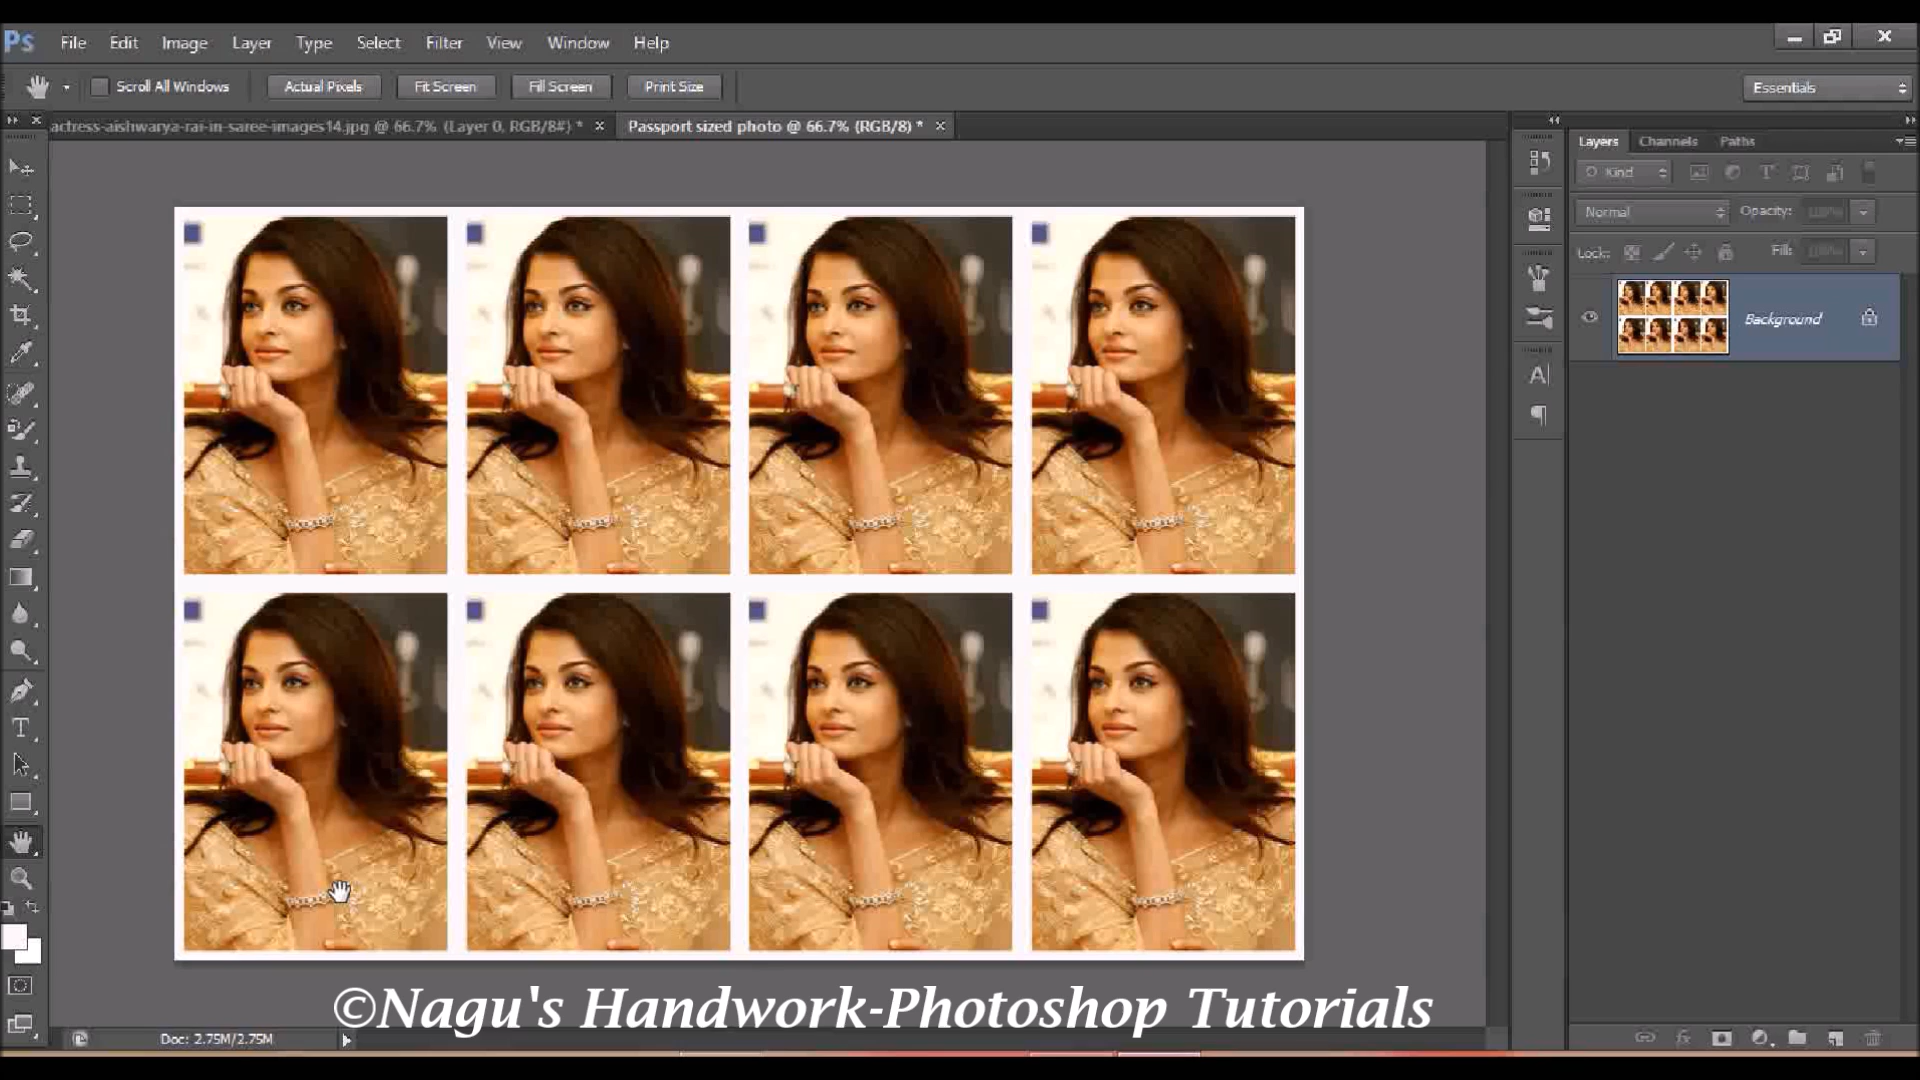 Ps File Edit Image Layer Type Select Filter View Window Help
Scroll All Windows Actual Pixels Fit Screen Fill Screen Print Size Essentials
actress-aishwarya-rai-in-saree-images14.jpg @ 66.7% (Layer 0, RGB/8#) * × Passport sized photo @ 66.7% (RGB/8) * ×
Layers Channels Paths
Kind
Normal Opacity: 100%
Lock: Fill: 100%
Background
©Nagu's Handwork-Photoshop Tutorials
Doc: 2.75M/2.75M